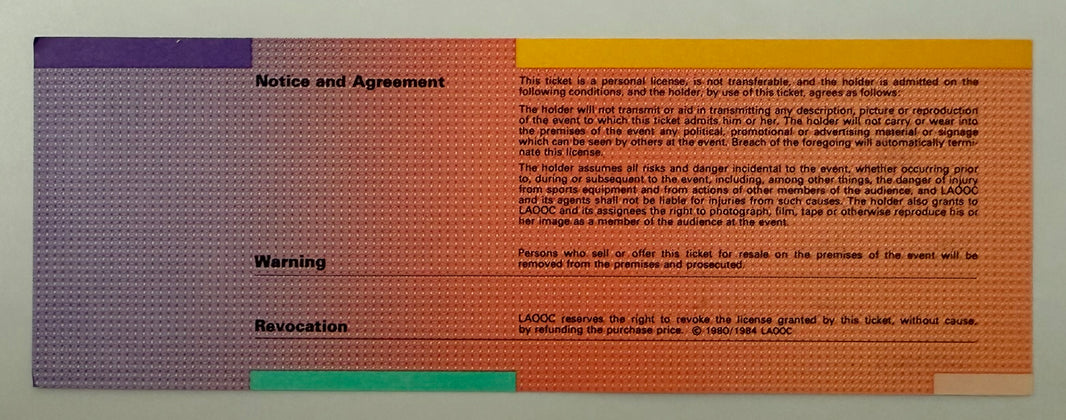 Notice and Agreement
This ticket is a personal license, is not transferable, and the holder is admitted on the
following conditions, and the holder, by use of this ticket, agrees as follows:
The holder will not transmit or aid in transmitting any description, picture or reproduction
of the event to which this ticket admits him or her. The holder will not carry or wear into
the premises of the event any political, promotional or advertising material or signage
which can be seen by others at the event. Breach of the foregoing will automatically termi-
nate this license.
The holder assumes all risks and danger incidental to the event, whether occurring prior
to, during or subsequent to the event, including, among other things, the danger of injury
from sports equipment and from actions of other members of the audience, and LAOOC
and its agents shall not be liable for injuries from such causes. The holder also grants to
LAOOC and its assignees the right to photograph, film, tape or otherwise reproduce his or
her image as a member of the audience at the event.
Warning
Persons who sell or offer this ticket for resale on the premises of the event will be
removed from the premises and prosecuted.
Revocation
LAOOC reserves the right to revoke the license granted by this ticket, without cause,
by refunding the purchase price. © 1980/1984 LAOOC